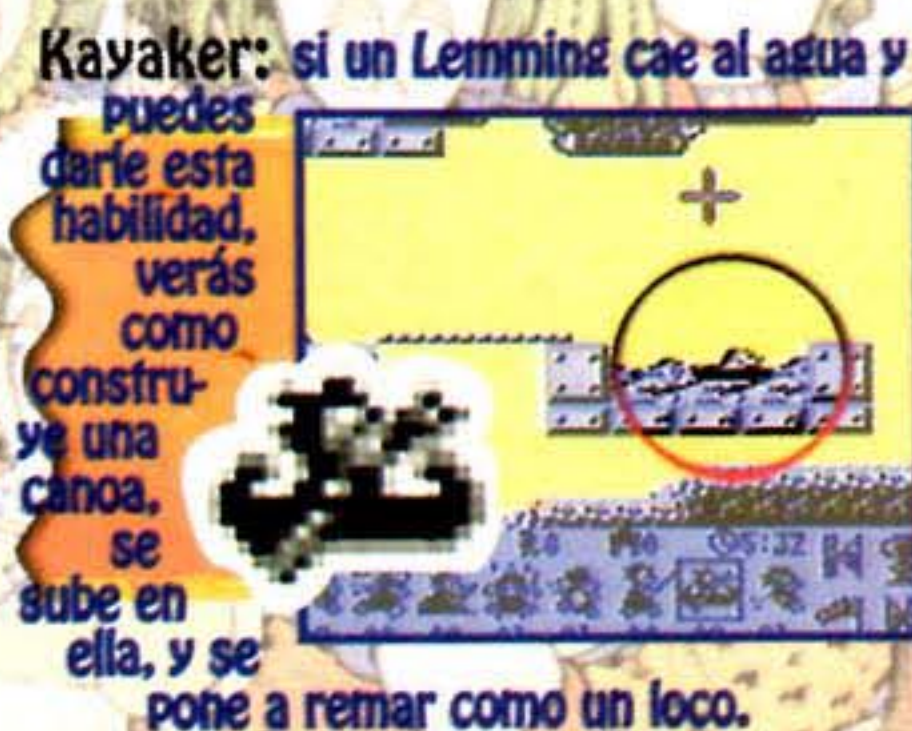 Kayaker: si un Lemming cae al agua y
puedes
darle esta
habilidad,
verás
como
constru-
ye una
canoa,
se
sube en
ella, y se
pone a remar como un loco.
5:32